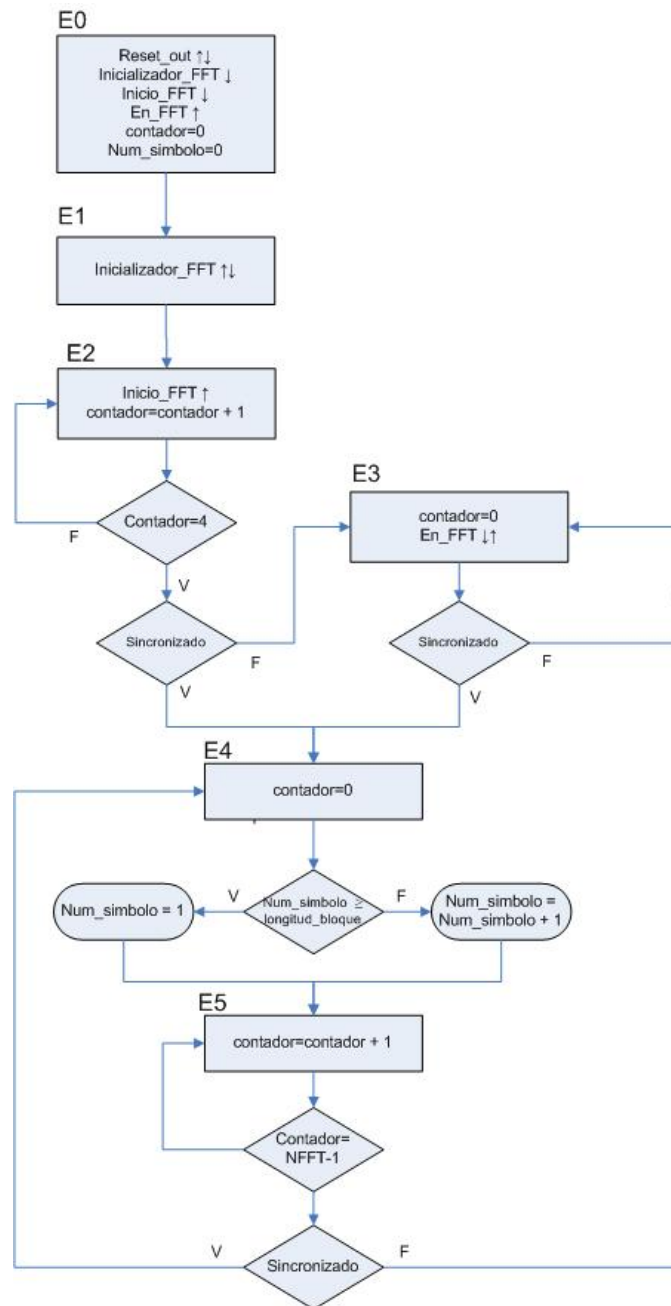 E0
Reset_out ↑↓
Inicializador_FFT ↓
Inicio_FFT ↓
En_FFT ↑
contador=0
Num_simbolo=0
E1
Inicializador_FFT ↑↓
E2
Inicio_FFT ↑
contador=contador + 1
Contador=4
F
V
Sincronizado
F
V
E3
contador=0
En_FFT ↓↑
Sincronizado
F
V
E4
contador=0
Num_simbolo ≥
longitud_bloque
V
F
Num_simbolo = 1
Num_simbolo =
Num_simbolo + 1
E5
contador=contador + 1
Contador=
NFFT-1
Sincronizado
V
F